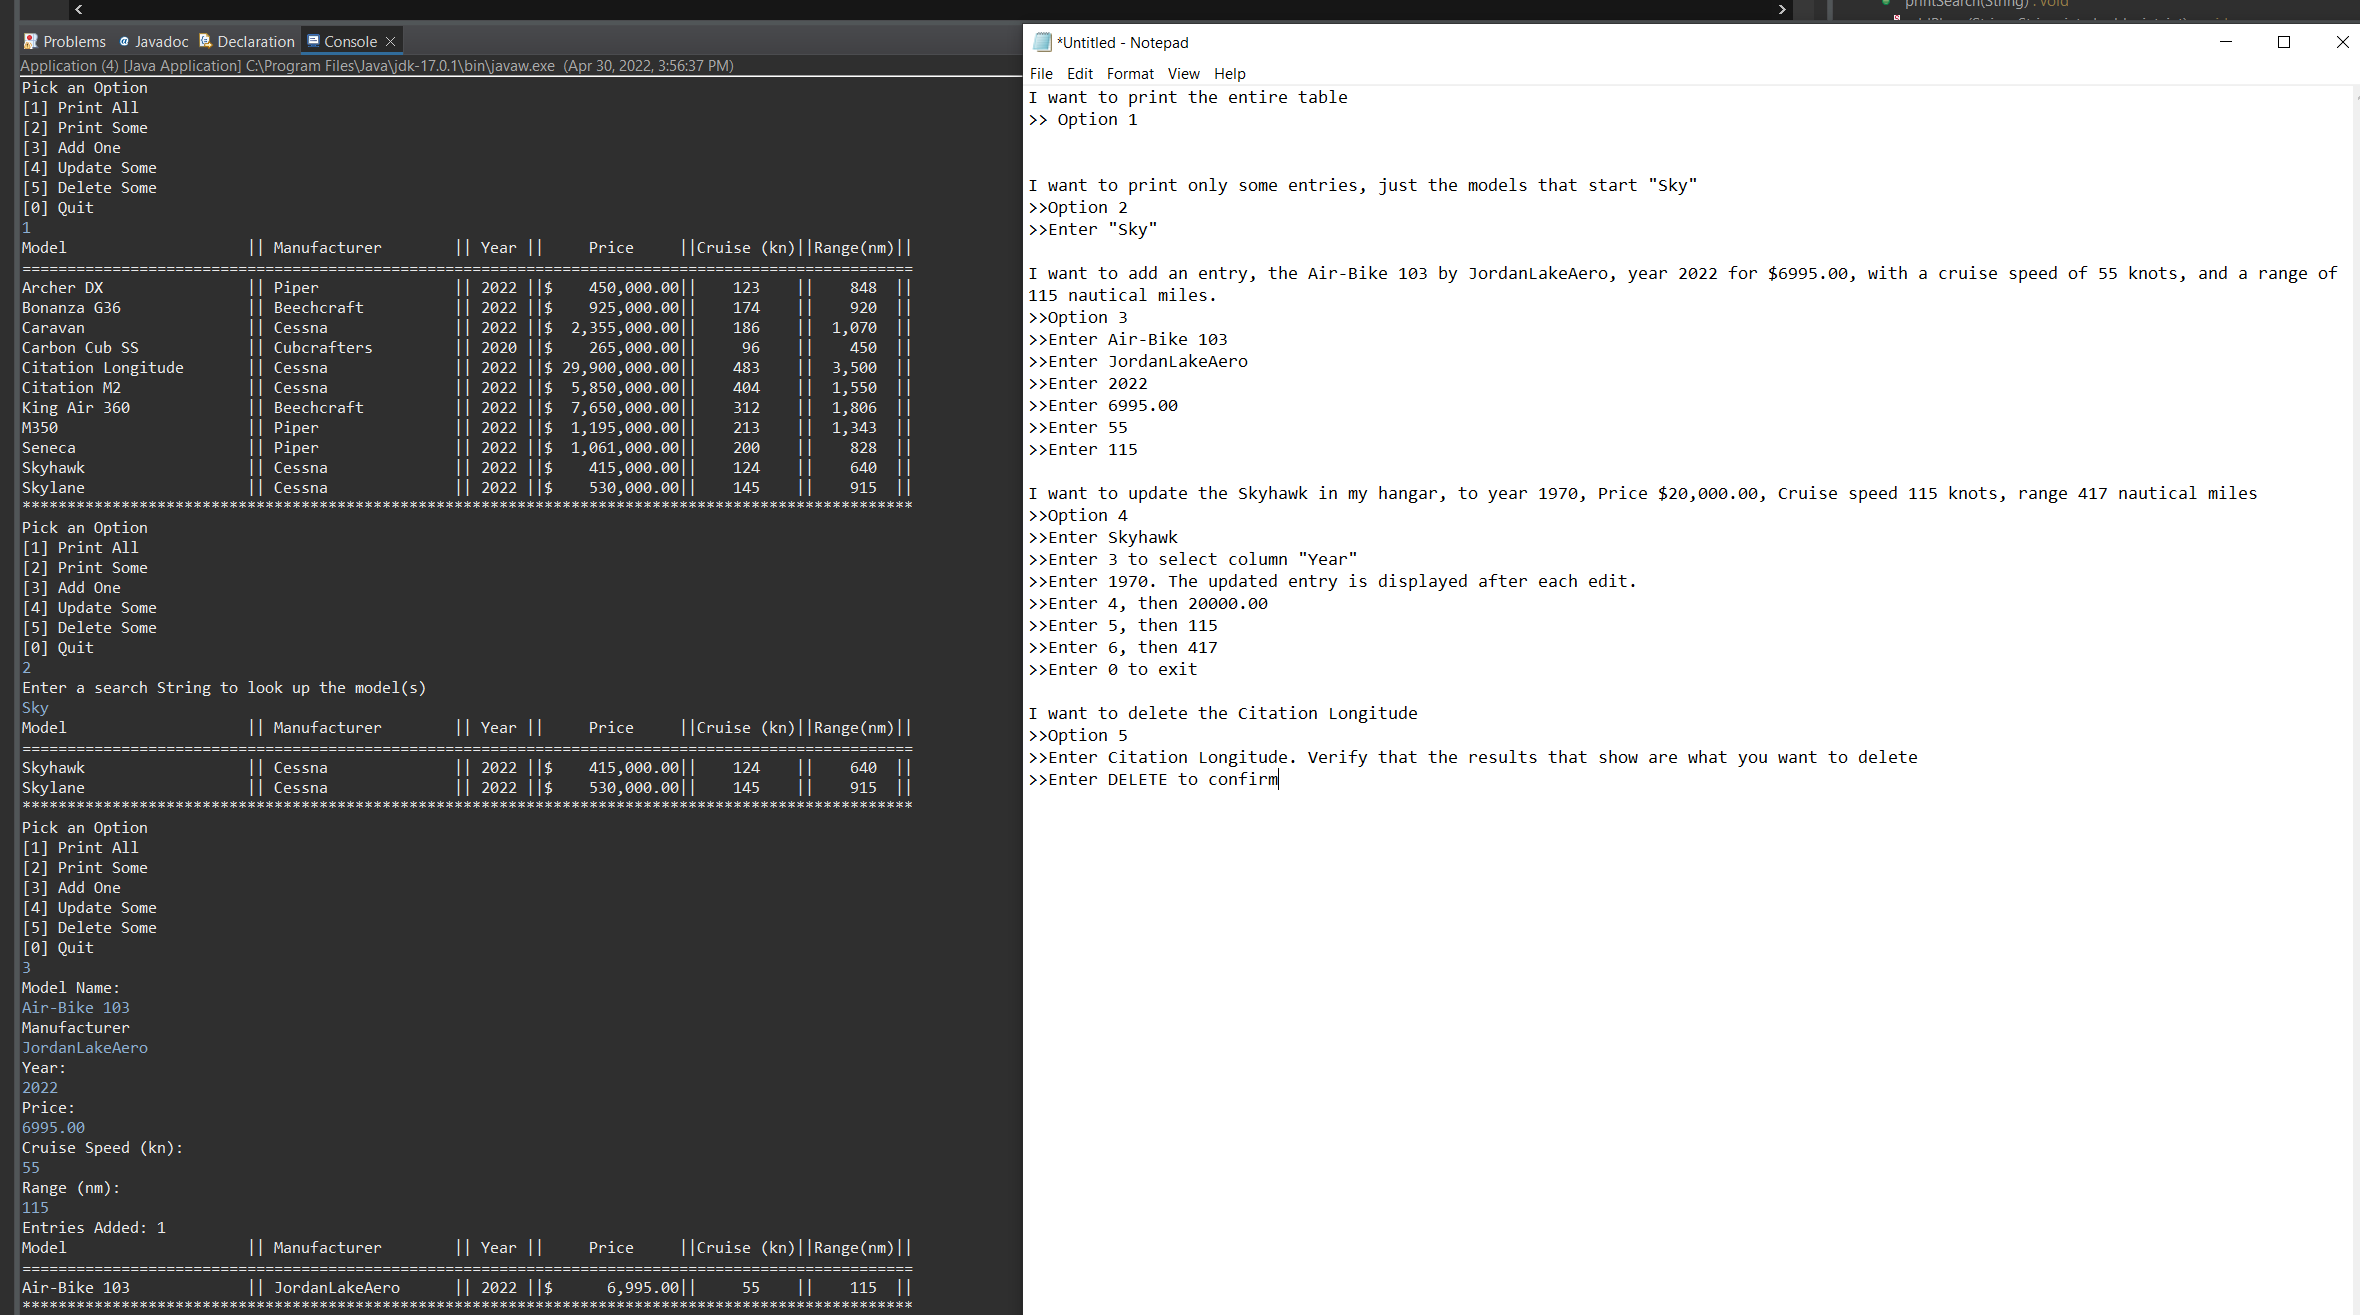 printSearch(String) : void
Problems Javadoc Declaration Console
Application (4) [Java Application] C:\Program Files\Java\jdk-17.0.1\bin\javaw.exe (Apr 30, 2022, 3:56:37 PM)
Pick an Option
[1] Print All
[2] Print Some
[3] Add One
[4] Update Some
[5] Delete Some
[0] Quit
1
Model || Manufacturer || Year || Price ||Cruise (kn)||Range(nm)||
===================================================================================================
Archer DX || Piper || 2022 ||$ 450,000.00|| 123 || 848 ||
Bonanza G36 || Beechcraft || 2022 ||$ 925,000.00|| 174 || 920 ||
Caravan || Cessna || 2022 ||$ 2,355,000.00|| 186 || 1,070 ||
Carbon Cub SS || Cubcrafters || 2020 ||$ 265,000.00|| 96 || 450 ||
Citation Longitude || Cessna || 2022 ||$ 29,900,000.00|| 483 || 3,500 ||
Citation M2 || Cessna || 2022 ||$ 5,850,000.00|| 404 || 1,550 ||
King Air 360 || Beechcraft || 2022 ||$ 7,650,000.00|| 312 || 1,806 ||
M350 || Piper || 2022 ||$ 1,195,000.00|| 213 || 1,343 ||
Seneca || Piper || 2022 ||$ 1,061,000.00|| 200 || 828 ||
Skyhawk || Cessna || 2022 ||$ 415,000.00|| 124 || 640 ||
Skylane || Cessna || 2022 ||$ 530,000.00|| 145 || 915 ||
***************************************************************************************************
Pick an Option
[1] Print All
[2] Print Some
[3] Add One
[4] Update Some
[5] Delete Some
[0] Quit
2
Enter a search String to look up the model(s)
Sky
Model || Manufacturer || Year || Price ||Cruise (kn)||Range(nm)||
===================================================================================================
Skyhawk || Cessna || 2022 ||$ 415,000.00|| 124 || 640 ||
Skylane || Cessna || 2022 ||$ 530,000.00|| 145 || 915 ||
***************************************************************************************************
Pick an Option
[1] Print All
[2] Print Some
[3] Add One
[4] Update Some
[5] Delete Some
[0] Quit
3
Model Name:
Air-Bike 103
Manufacturer
JordanLakeAero
Year:
2022
Price:
6995.00
Cruise Speed (kn):
55
Range (nm):
115
Entries Added: 1
Model || Manufacturer || Year || Price ||Cruise (kn)||Range(nm)||
===================================================================================================
Air-Bike 103 || JordanLakeAero || 2022 ||$ 6,995.00|| 55 || 115 ||
***************************************************************************************************
*Untitled - Notepad
File Edit Format View Help
I want to print the entire table
>> Option 1
I want to print only some entries, just the models that start "Sky"
>>Option 2
>>Enter "Sky"
I want to add an entry, the Air-Bike 103 by JordanLakeAero, year 2022 for $6995.00, with a cruise speed of 55 knots, and a range of
115 nautical miles.
>>Option 3
>>Enter Air-Bike 103
>>Enter JordanLakeAero
>>Enter 2022
>>Enter 6995.00
>>Enter 55
>>Enter 115
I want to update the Skyhawk in my hangar, to year 1970, Price $20,000.00, Cruise speed 115 knots, range 417 nautical miles
>>Option 4
>>Enter Skyhawk
>>Enter 3 to select column "Year"
>>Enter 1970. The updated entry is displayed after each edit.
>>Enter 4, then 20000.00
>>Enter 5, then 115
>>Enter 6, then 417
>>Enter 0 to exit
I want to delete the Citation Longitude
>>Option 5
>>Enter Citation Longitude. Verify that the results that show are what you want to delete
>>Enter DELETE to confirm